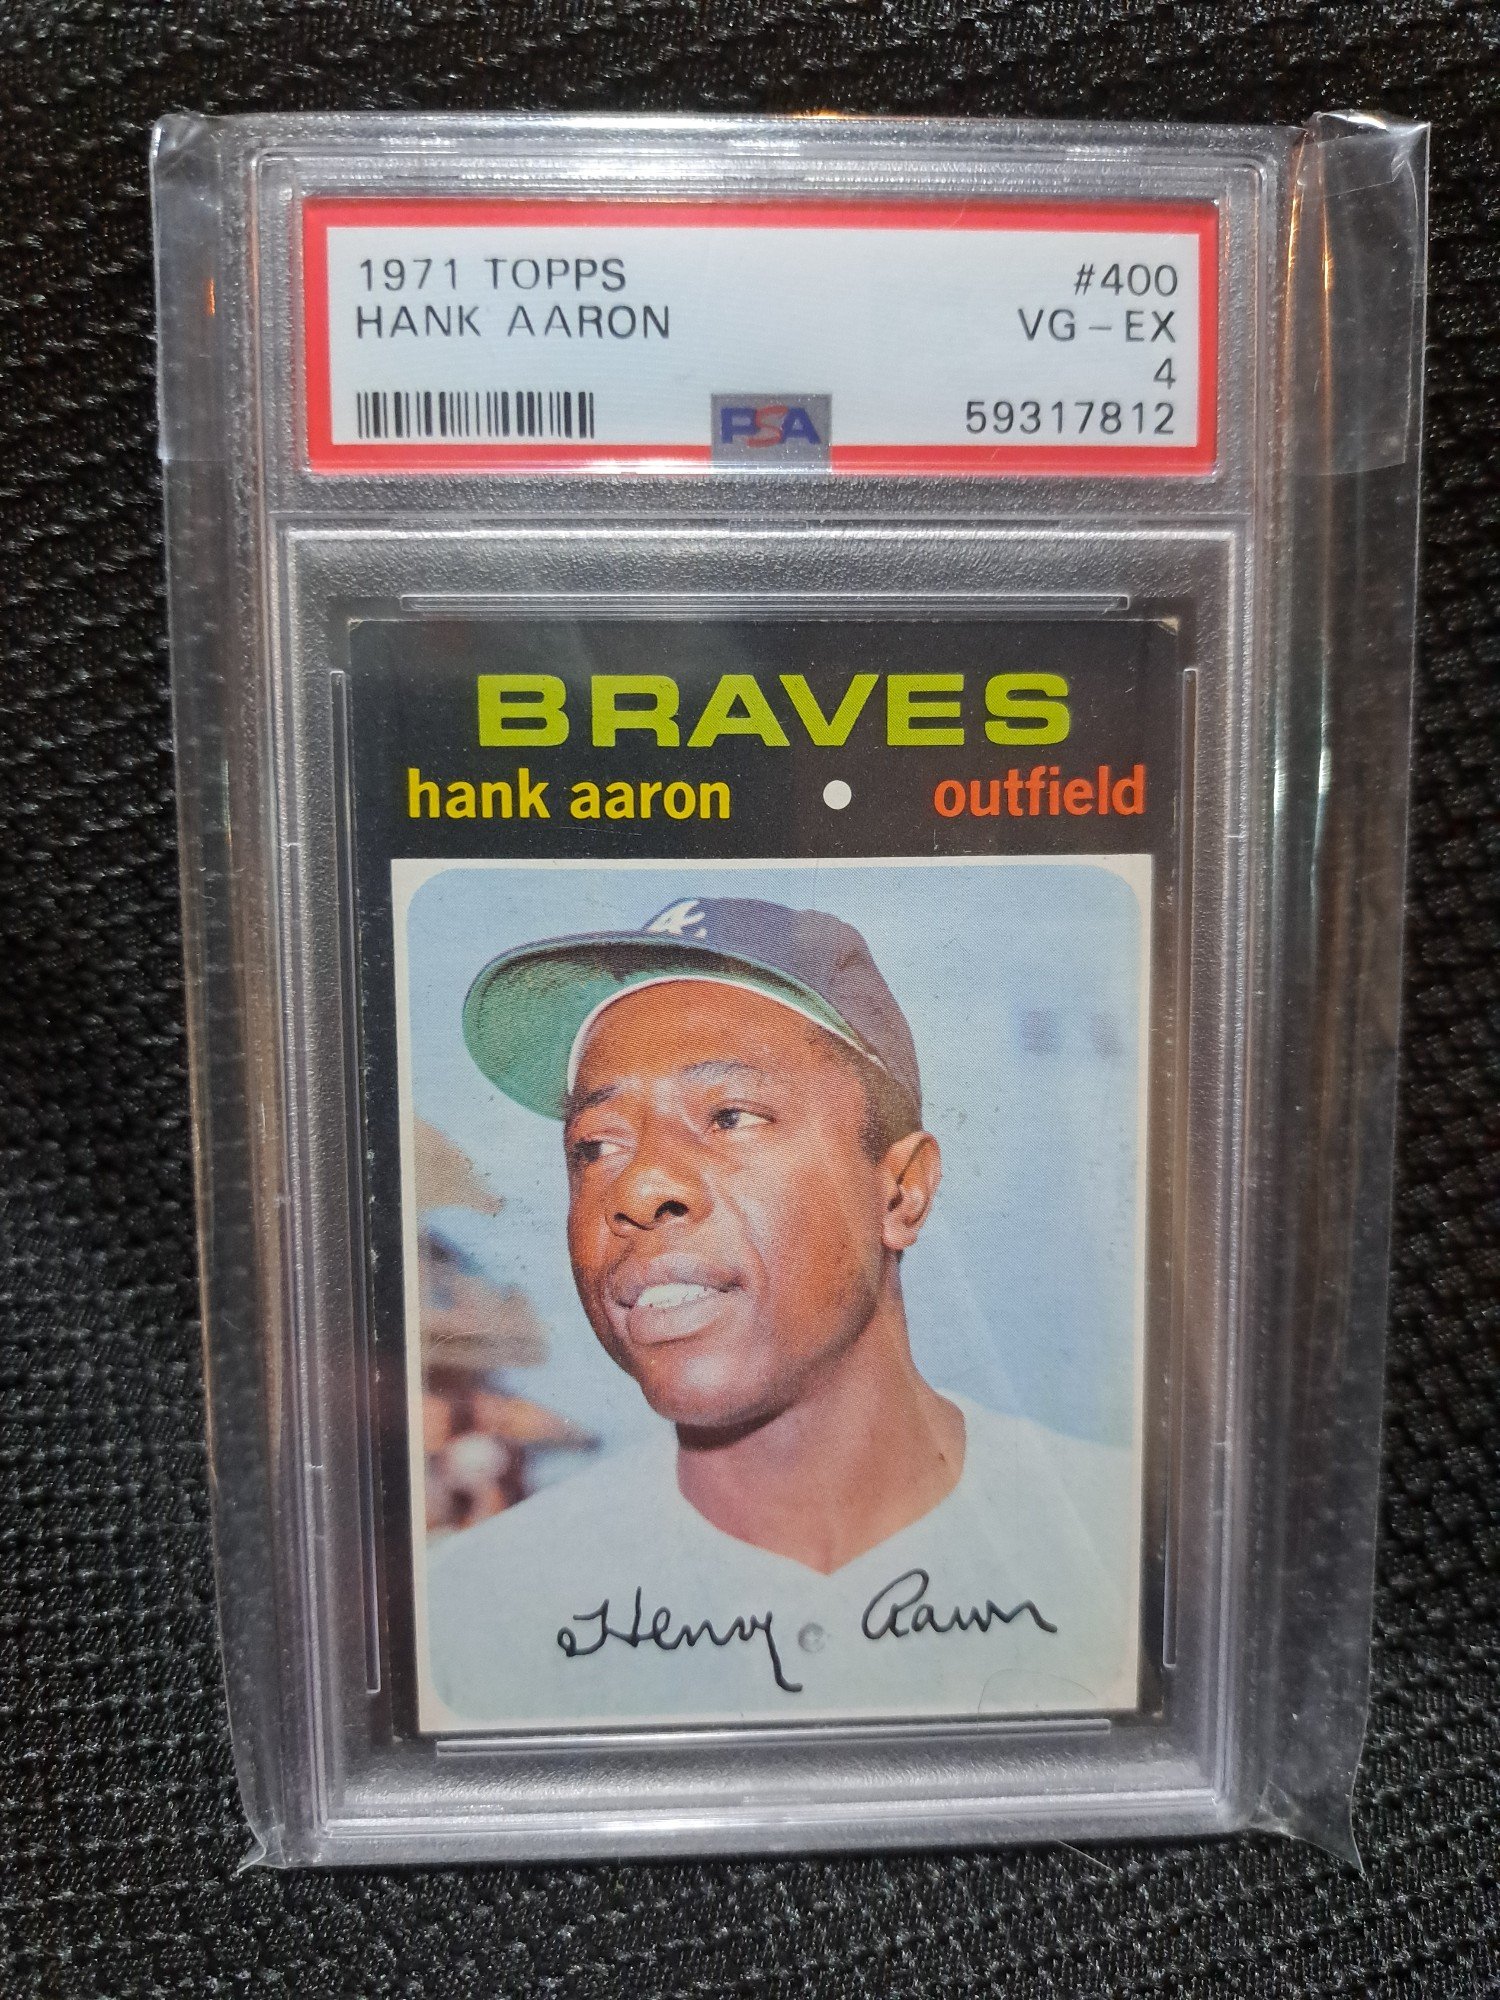 1971 TOPPS #400
HANK AARON VG-EX
4
PSA 59317812
BRAVES
hank aaron • outfield
Henry Aaron